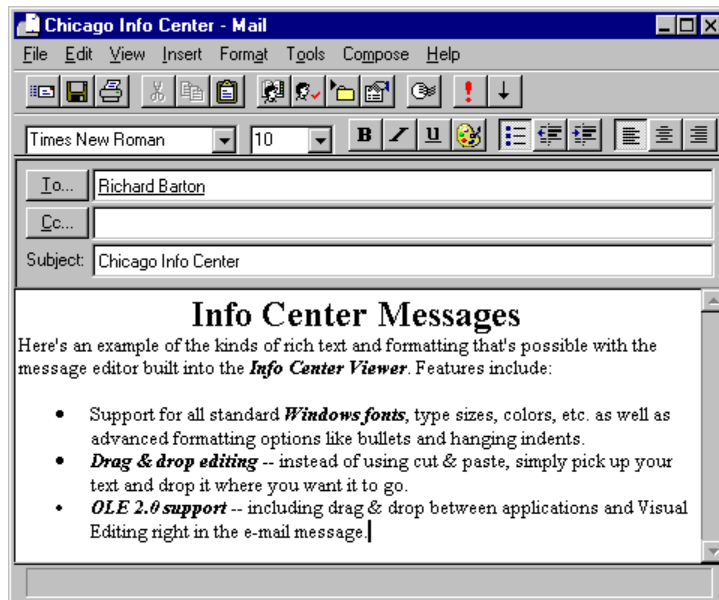 Chicago Info Center - Mail
File Edit View Insert Format Tools Compose Help
Times New Roman 10 B I U
To... Richard Barton
Cc...
Subject: Chicago Info Center
Info Center Messages
Here's an example of the kinds of rich text and formatting that's possible with the
message editor built into the Info Center Viewer. Features include:
• Support for all standard Windows fonts, type sizes, colors, etc. as well as
advanced formatting options like bullets and hanging indents.
• Drag & drop editing -- instead of using cut & paste, simply pick up your
text and drop it where you want it to go.
• OLE 2.0 support -- including drag & drop between applications and Visual
Editing right in the e-mail message.